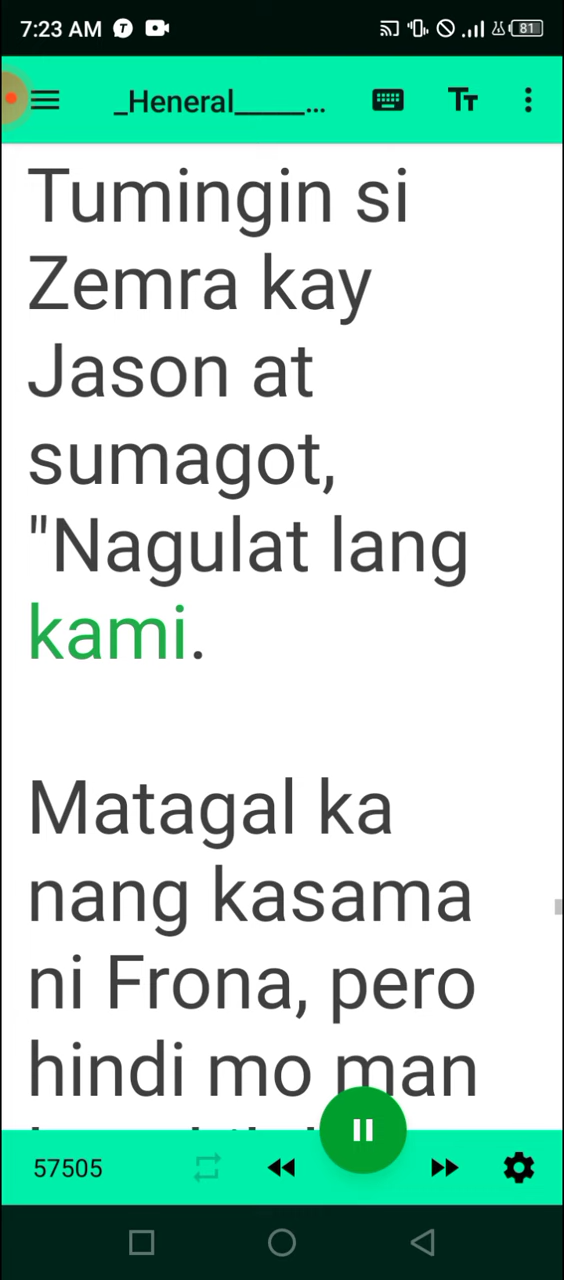 7:23 AM
81
_Heneral_____...
Tт
Tumingin si
Zemra kay
Jason at
sumagot,
"Nagulat lang
kami.
Matagal ka
nang kasama
ni Frona, pero
hindi mo man
57505